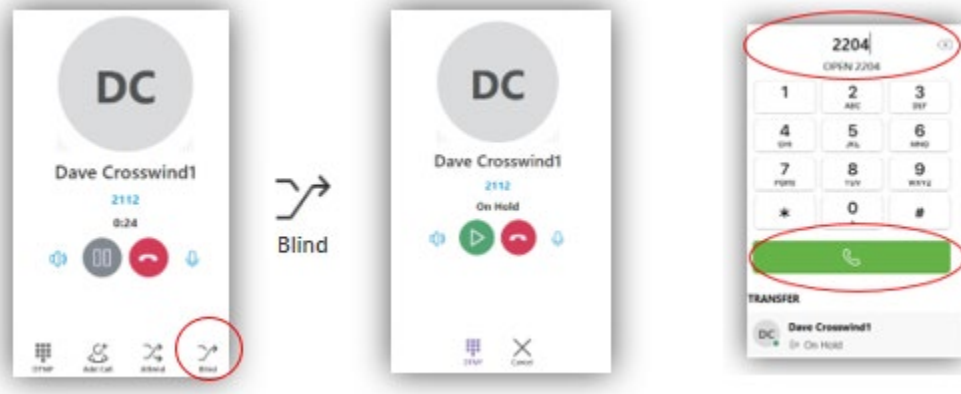 DC
Dave Crosswind1
2112
0:24
DTMF
Add Call
Attend
Blind
Blind
DC
Dave Crosswind1
2112
On Hold
DTMF
Cancel
2204
OPEN 2204
1
2
3
ABC
DEF
4
5
6
GHI
JKL
MNO
7
8
9
PQRS
TUV
WXYZ
*
0
#
TRANSFER
DC
Dave Crosswind1
On Hold